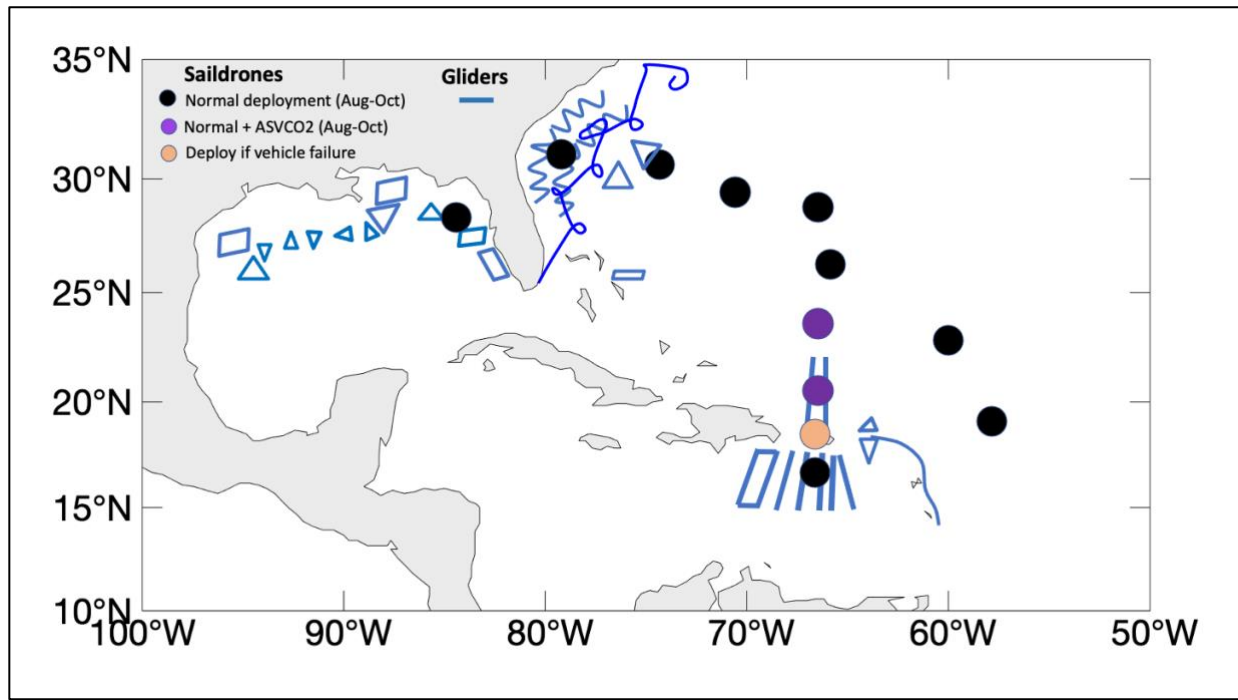 35°N
Saildrones
Gliders
Normal deployment (Aug-Oct)
Normal + ASVCO2 (Aug-Oct)
Deploy if vehicle failure
30°N
25°N
20°N
15°N
10°N
100°W 90°W 80°W 70°W 60°W 50°W